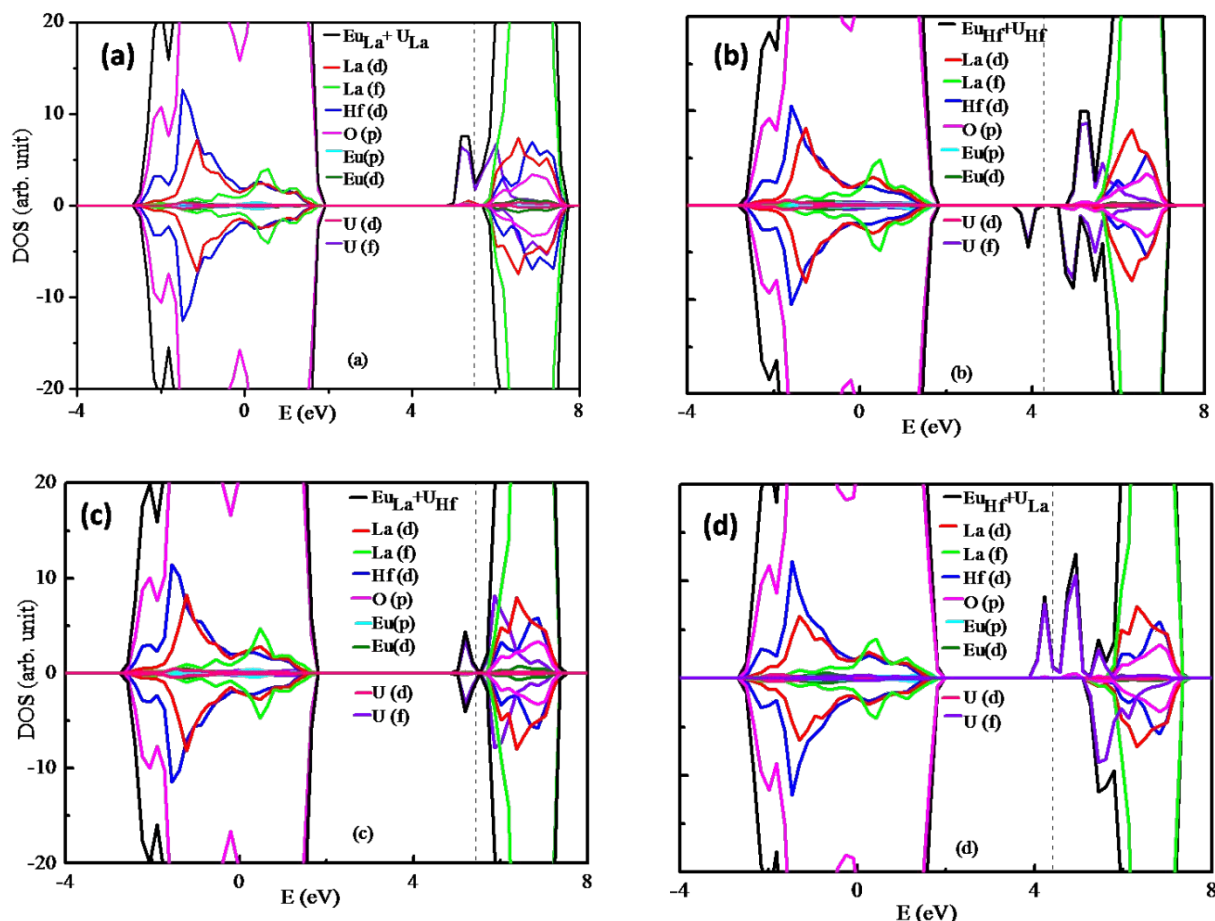 (a)
20
10
0
-10
-20
DOS (arb. unit)
Eu_La+ U_La
La (d)
La (f)
Hf (d)
O (p)
Eu(p)
Eu(d)
U (d)
U (f)
(a)
-4 0 4 8
E (eV)
(b)
Eu_Hf+U_Hf
La (d)
La (f)
Hf (d)
O (p)
Eu(p)
Eu(d)
U (d)
U (f)
(b)
-4 0 4 8
E (eV)
(c)
20
10
0
-10
-20
DOS (arb. unit)
Eu_La+U_Hf
La (d)
La (f)
Hf (d)
O (p)
Eu(p)
Eu(d)
U (d)
U (f)
(c)
-4 0 4 8
E (eV)
(d)
Eu_Hf+U_La
La (d)
La (f)
Hf (d)
O (p)
Eu(p)
Eu(d)
U (d)
U (f)
(d)
-4 0 4 8
E (eV)